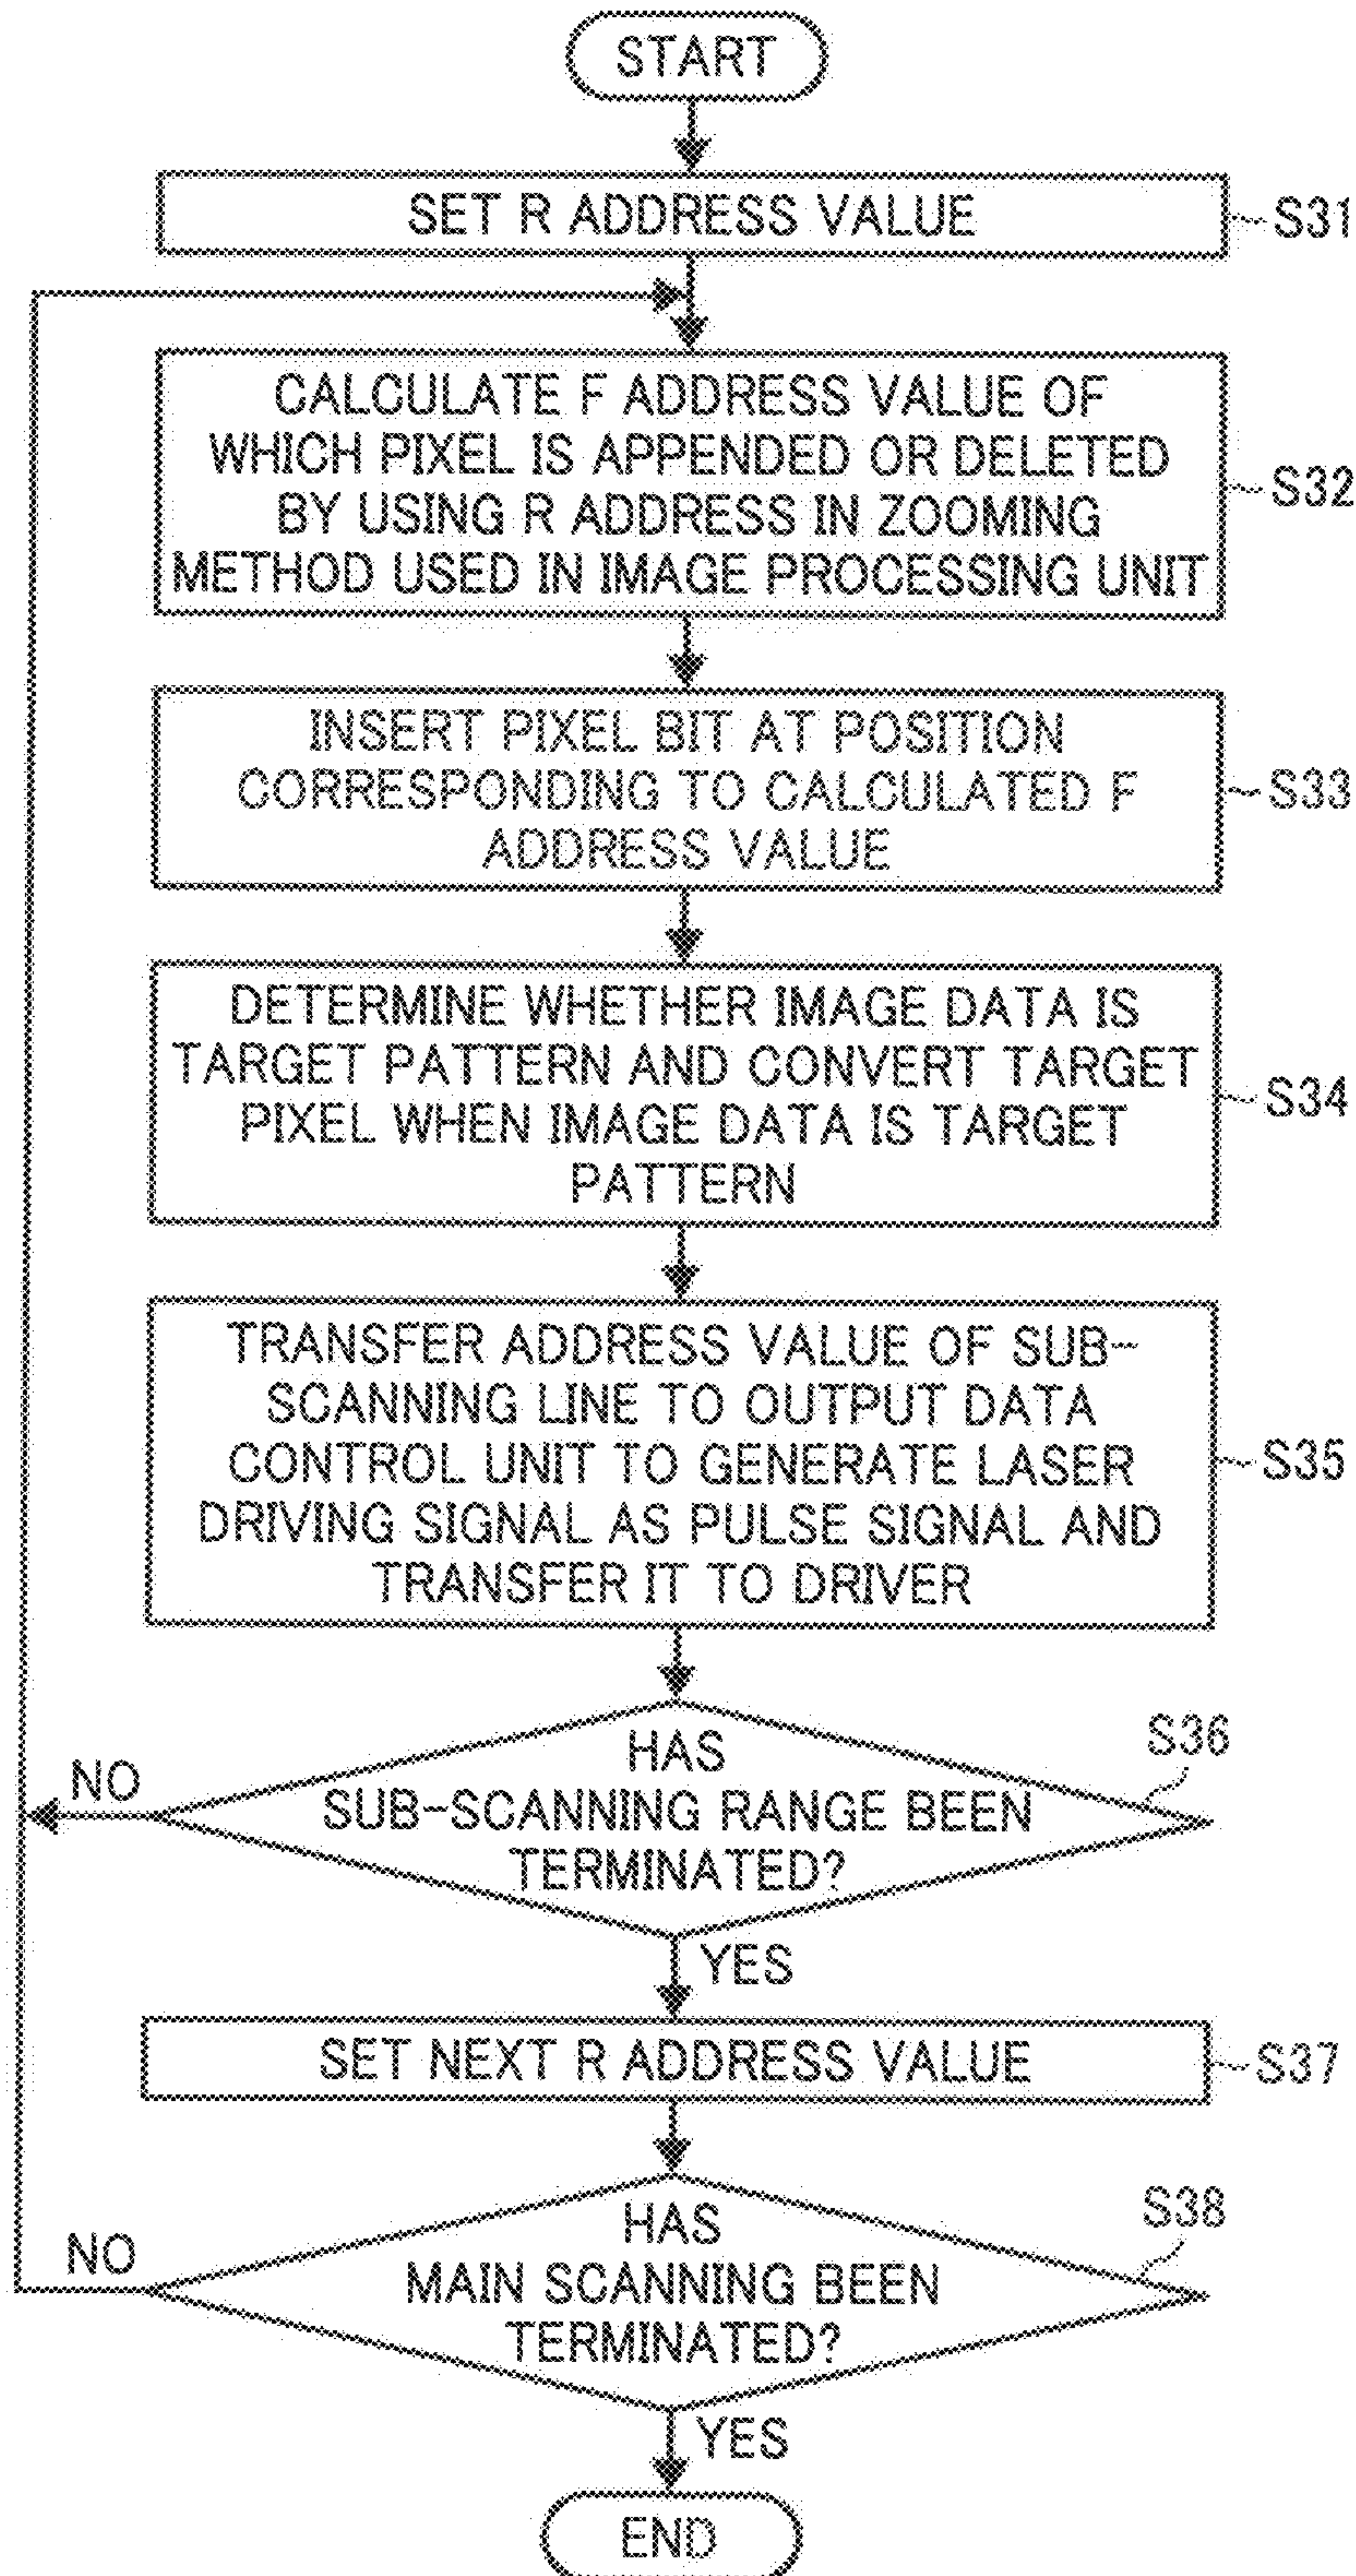 START
SET R ADDRESS VALUE
S31
CALCULATE F ADDRESS VALUE OF
WHICH PIXEL IS APPENDED OR DELETED
BY USING R ADDRESS IN ZOOMING
METHOD USED IN IMAGE PROCESSING UNIT
S32
INSERT PIXEL BIT AT POSITION
CORRESPONDING TO CALCULATED F
ADDRESS VALUE
S33
DETERMINE WHETHER IMAGE DATA IS
TARGET PATTERN AND CONVERT TARGET
PIXEL WHEN IMAGE DATA IS TARGET
PATTERN
S34
TRANSFER ADDRESS VALUE OF SUB-
SCANNING LINE TO OUTPUT DATA
CONTROL UNIT TO GENERATE LASER
DRIVING SIGNAL AS PULSE SIGNAL AND
TRANSFER IT TO DRIVER
S35
HAS
SUB-SCANNING RANGE BEEN
TERMINATED?
S36
NO
YES
SET NEXT R ADDRESS VALUE
S37
HAS
MAIN SCANNING BEEN
TERMINATED?
S38
NO
YES
END